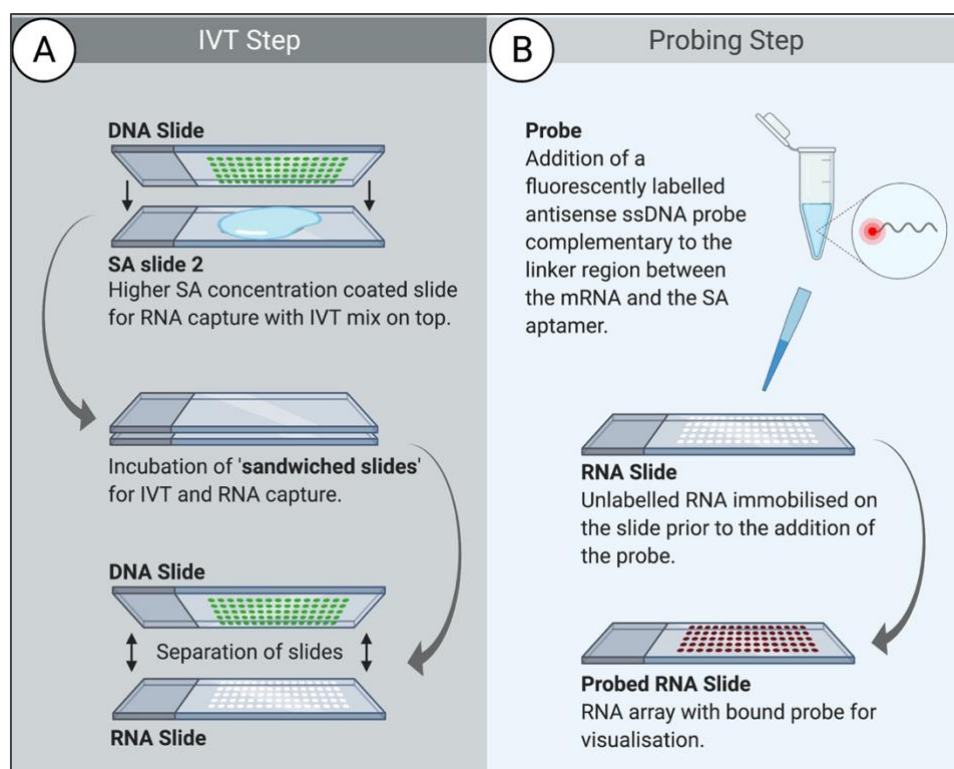 A
IVT Step
DNA Slide
SA slide 2
Higher SA concentration coated slide
for RNA capture with IVT mix on top.
Incubation of 'sandwiched slides'
for IVT and RNA capture.
DNA Slide
Separation of slides
RNA Slide
B
Probing Step
Probe
Addition of a
fluorescently labelled
antisense ssDNA probe
complementary to the
linker region between
the mRNA and the SA
aptamer.
RNA Slide
Unlabelled RNA immobilised on
the slide prior to the addition of
the probe.
Probed RNA Slide
RNA array with bound probe for
visualisation.